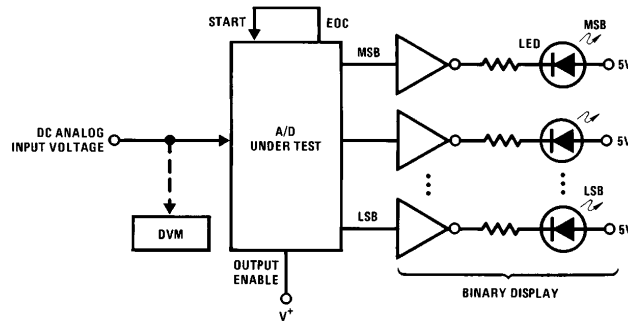 START
EOC
MSB
LED
MSB
5V
DC ANALOG
INPUT VOLTAGE
A/D
UNDER TEST
5V
LSB
LSB
5V
DVM
OUTPUT
ENABLE
V+
BINARY DISPLAY